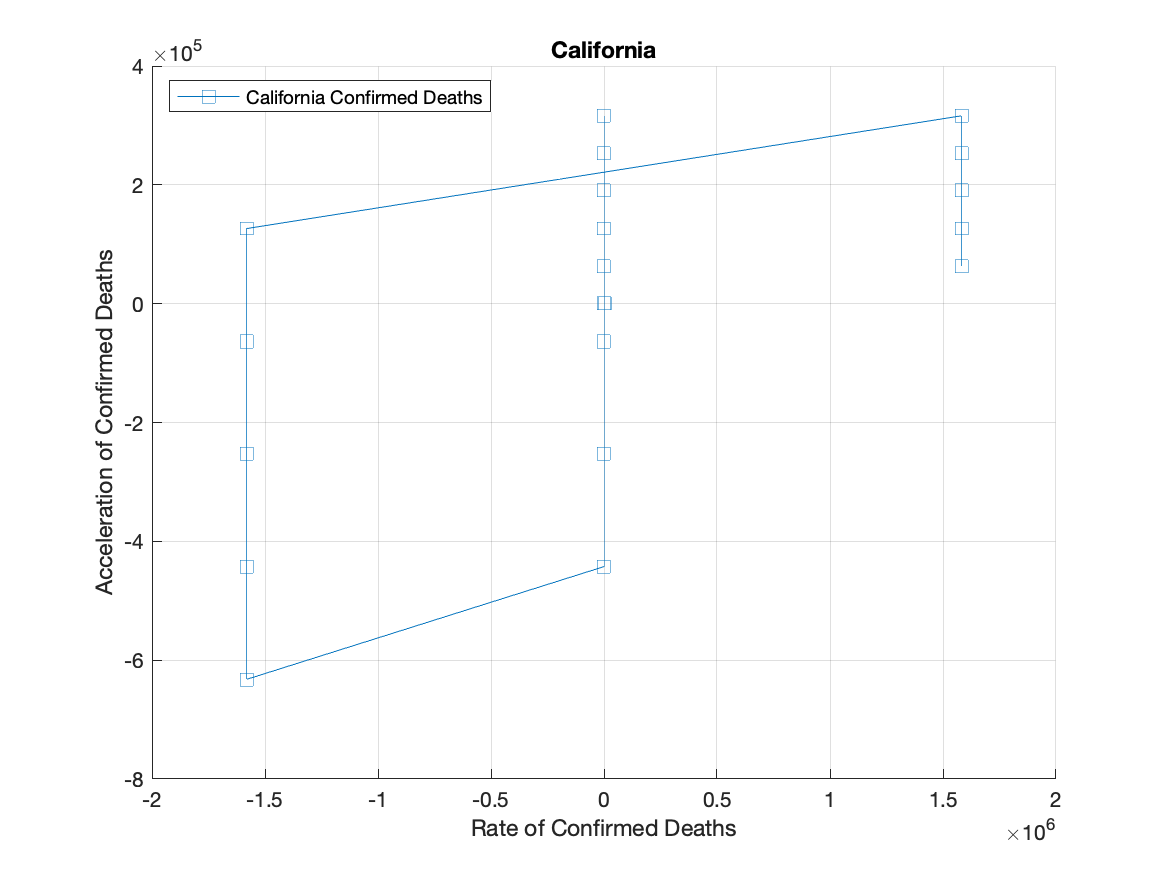 California
×10^5
California Confirmed Deaths
4
2
0
-2
-4
-6
-8
Acceleration of Confirmed Deaths
-2 -1.5 -1 -0.5 0 0.5 1 1.5 2
Rate of Confirmed Deaths
×10^6